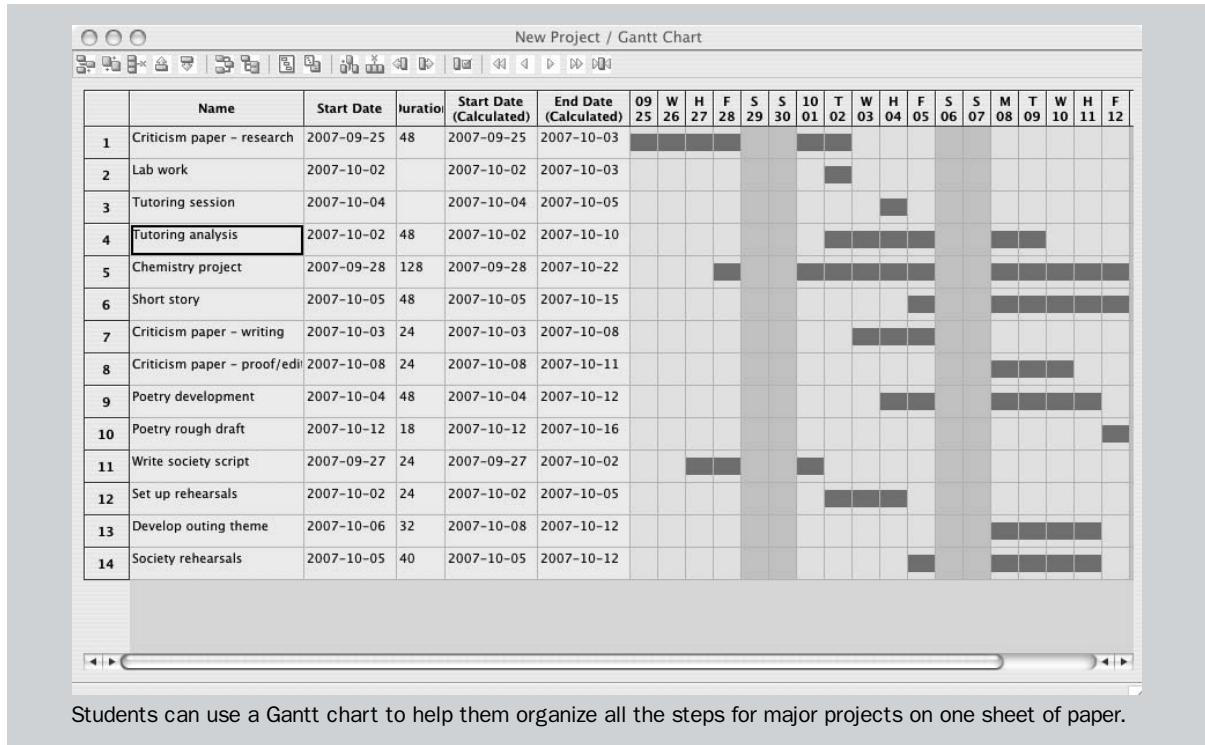 New Project / Gantt Chart
Name Start Date Duratio Start Date (Calculated) End Date (Calculated) 09 25 W 26 H 27 F 28 S 29 S 30 10 01 T 02 W 03 H 04 F 05 S 06 S 07 M 08 T 09 W 10 H 11 F 12
1 Criticism paper – research 2007-09-25 48 2007-09-25 2007-10-03
2 Lab work 2007-10-02 2007-10-02 2007-10-03
3 Tutoring session 2007-10-04 2007-10-04 2007-10-05
4 Tutoring analysis 2007-10-02 48 2007-10-02 2007-10-10
5 Chemistry project 2007-09-28 128 2007-09-28 2007-10-22
6 Short story 2007-10-05 48 2007-10-05 2007-10-15
7 Criticism paper – writing 2007-10-03 24 2007-10-03 2007-10-08
8 Criticism paper – proof/edi 2007-10-08 24 2007-10-08 2007-10-11
9 Poetry development 2007-10-04 48 2007-10-04 2007-10-12
10 Poetry rough draft 2007-10-12 18 2007-10-12 2007-10-16
11 Write society script 2007-09-27 24 2007-09-27 2007-10-02
12 Set up rehearsals 2007-10-02 24 2007-10-02 2007-10-05
13 Develop outing theme 2007-10-06 32 2007-10-08 2007-10-12
14 Society rehearsals 2007-10-05 40 2007-10-05 2007-10-12
Students can use a Gantt chart to help them organize all the steps for major projects on one sheet of paper.